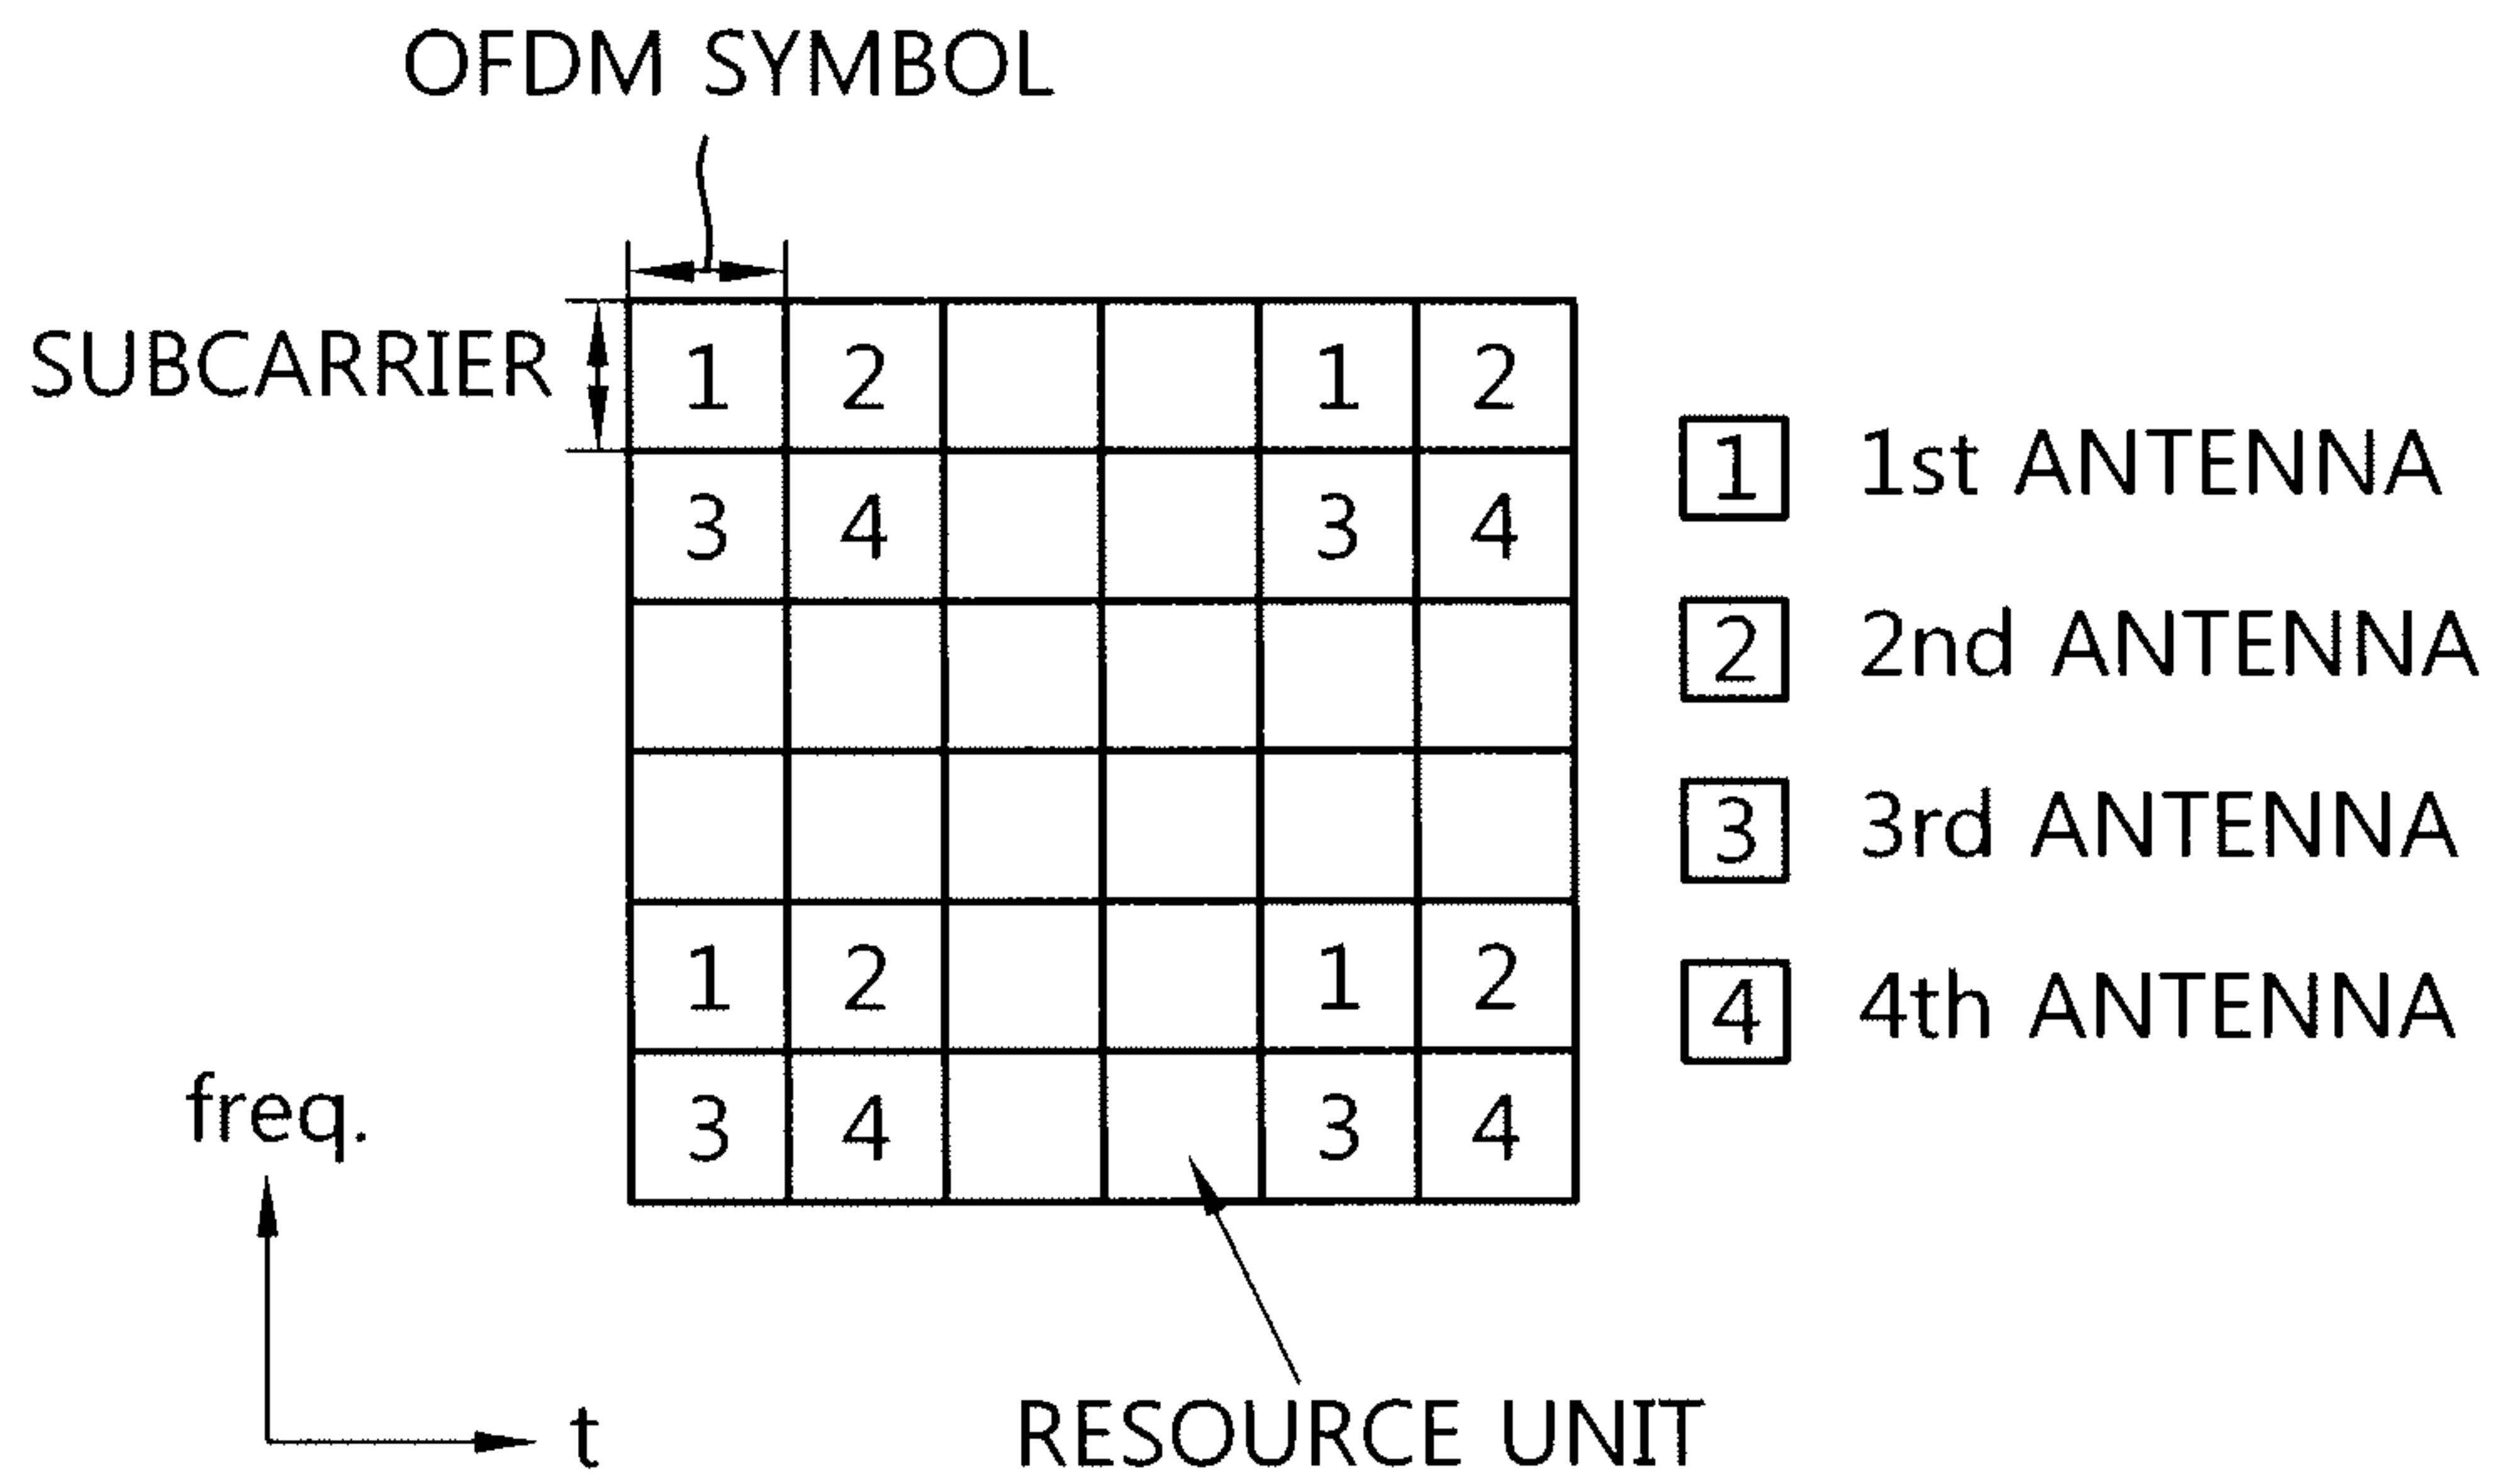 OFDM SYMBOL
SUBCARRIER
1 2 1 2
3 4 3 4
1 2 1 2
3 4 3 4
1 1st ANTENNA
2 2nd ANTENNA
3 3rd ANTENNA
4 4th ANTENNA
freq.
t
RESOURCE UNIT